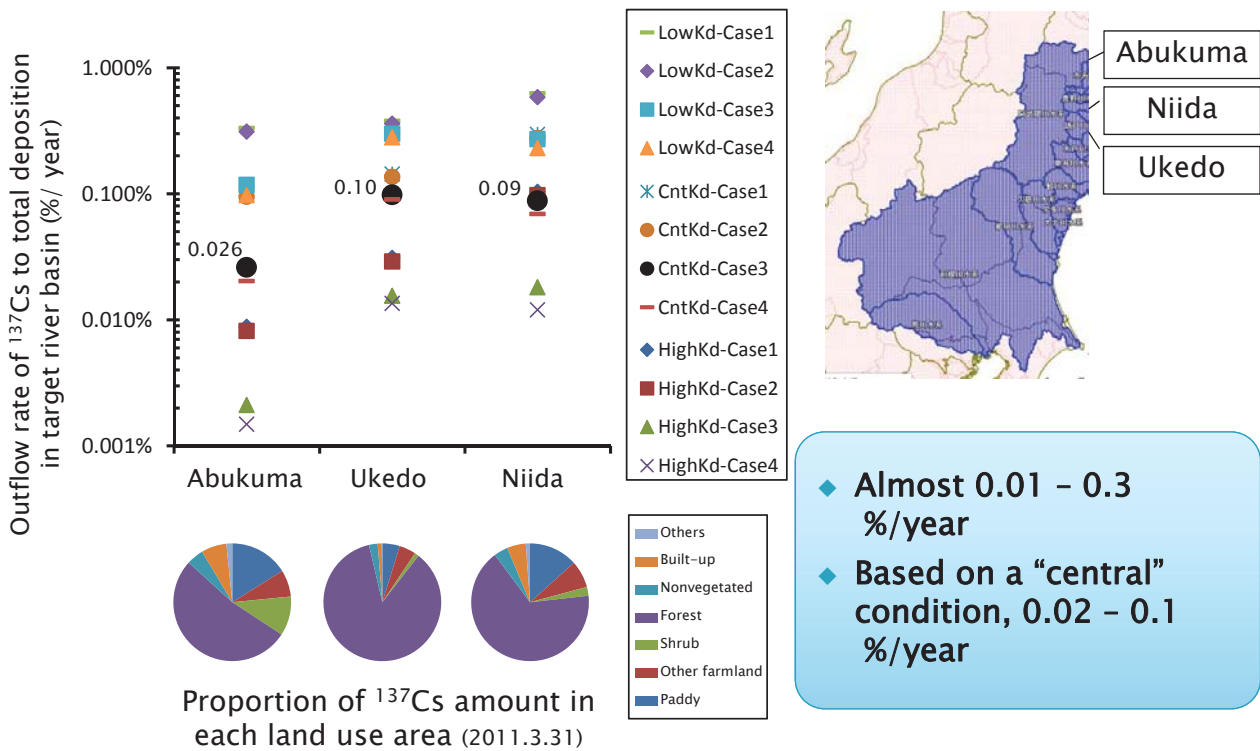 Outflow rate of ¹³⁷Cs to total deposition
in target river basin (%/ year)
1.000%
0.100%
0.010%
0.001%
0.026
0.10
0.09
Abukuma
Ukedo
Niida
LowKd-Case1
LowKd-Case2
LowKd-Case3
LowKd-Case4
CntKd-Case1
CntKd-Case2
CntKd-Case3
CntKd-Case4
HighKd-Case1
HighKd-Case2
HighKd-Case3
HighKd-Case4
Abukuma
Niida
Ukedo
Others
Built-up
Nonvegetated
Forest
Shrub
Other farmland
Paddy
Proportion of ¹³⁷Cs amount in
each land use area (2011.3.31)
Almost 0.01 – 0.3
%/year
Based on a “central”
condition, 0.02 – 0.1
%/year